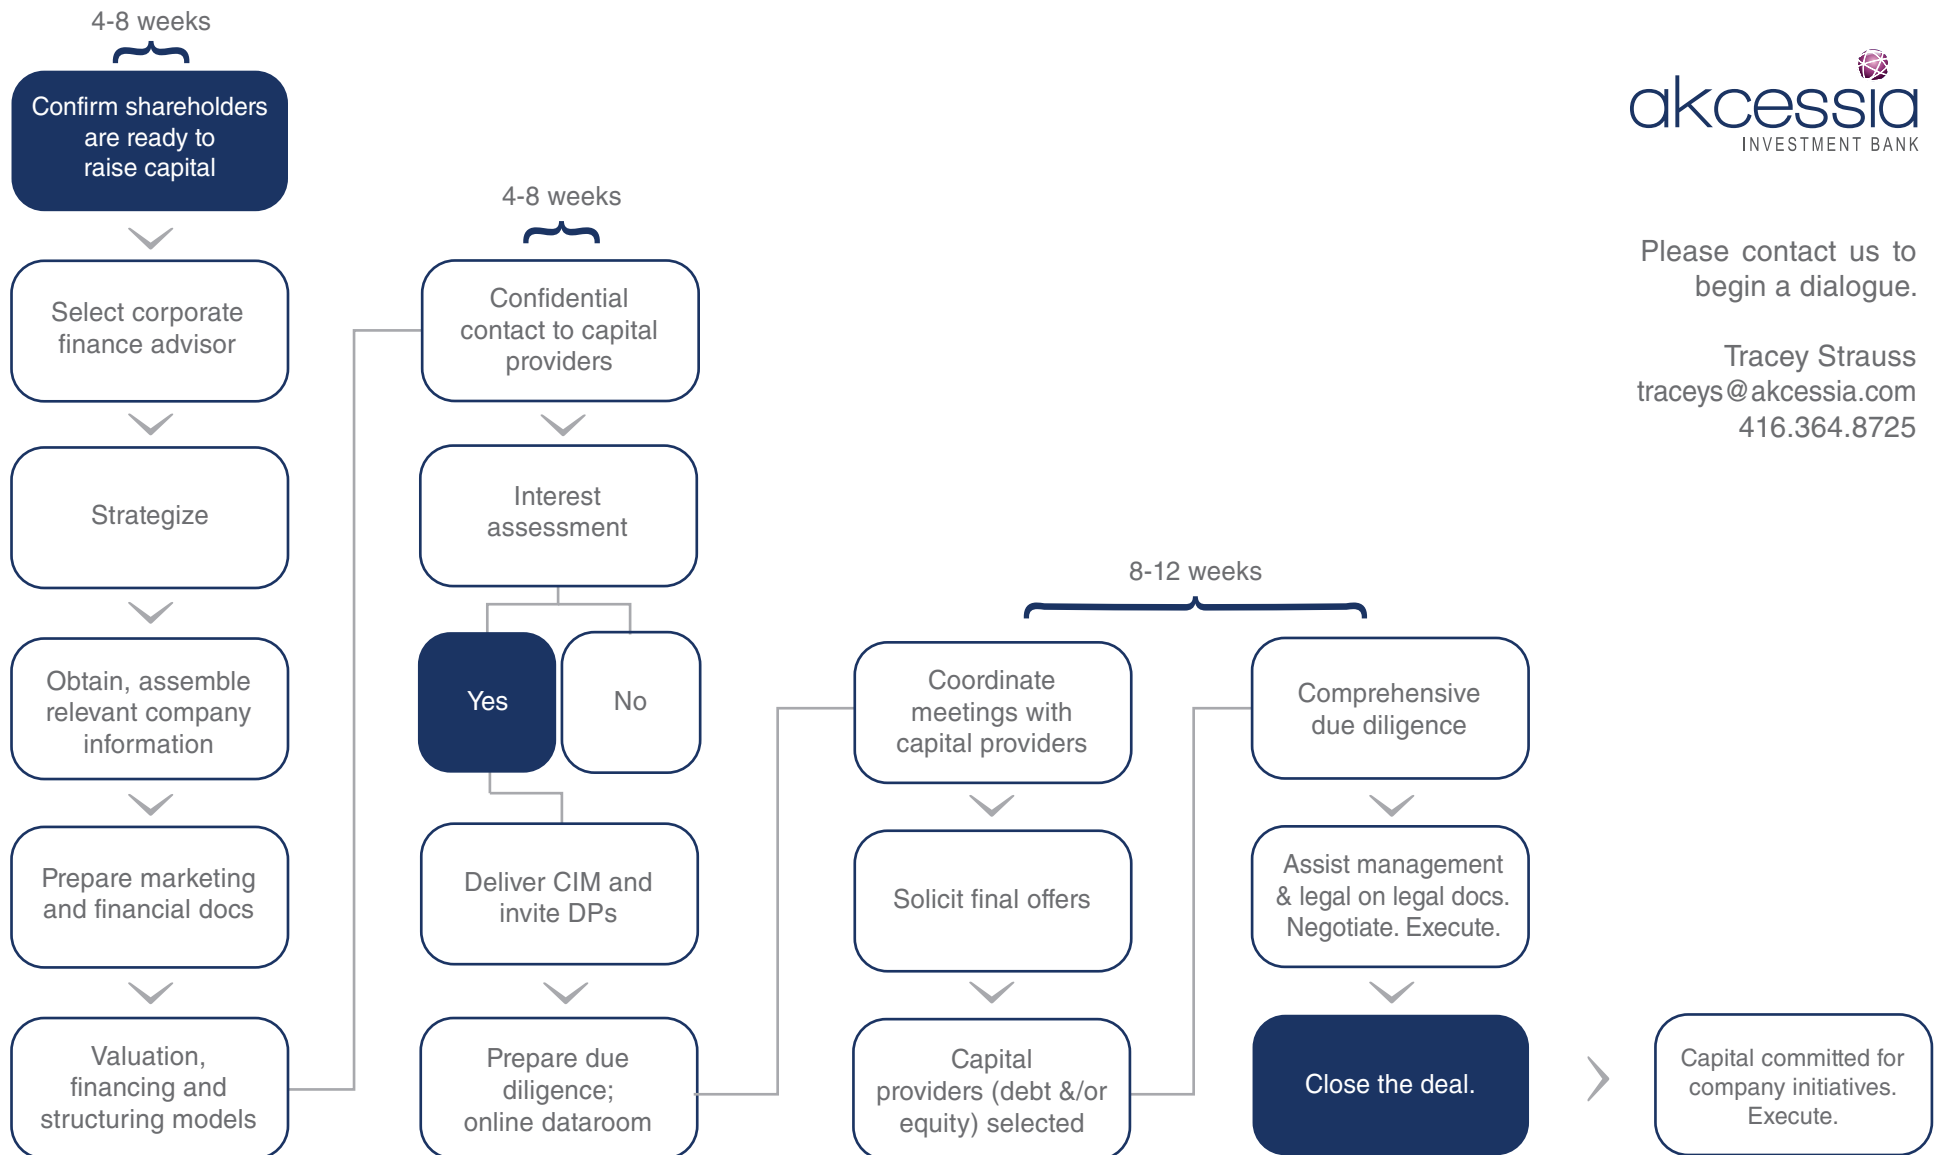 4-8 weeks
Confirm shareholders
are ready to
raise capital
Select corporate
finance advisor
Strategize
Obtain, assemble
relevant company
information
Prepare marketing
and financial docs
Valuation,
financing and
structuring models
4-8 weeks
Confidential
contact to capital
providers
Interest
assessment
Yes
No
Deliver CIM and
invite DPs
Prepare due
diligence;
online dataroom
8-12 weeks
Coordinate
meetings with
capital providers
Solicit final offers
Capital
providers (debt &/or
equity) selected
Comprehensive
due diligence
Assist management
& legal on legal docs.
Negotiate. Execute.
Close the deal.
Capital committed for
company initiatives.
Execute.
akcessia
INVESTMENT BANK
Please contact us to
begin a dialogue.
Tracey Strauss
traceys@akcessia.com
416.364.8725